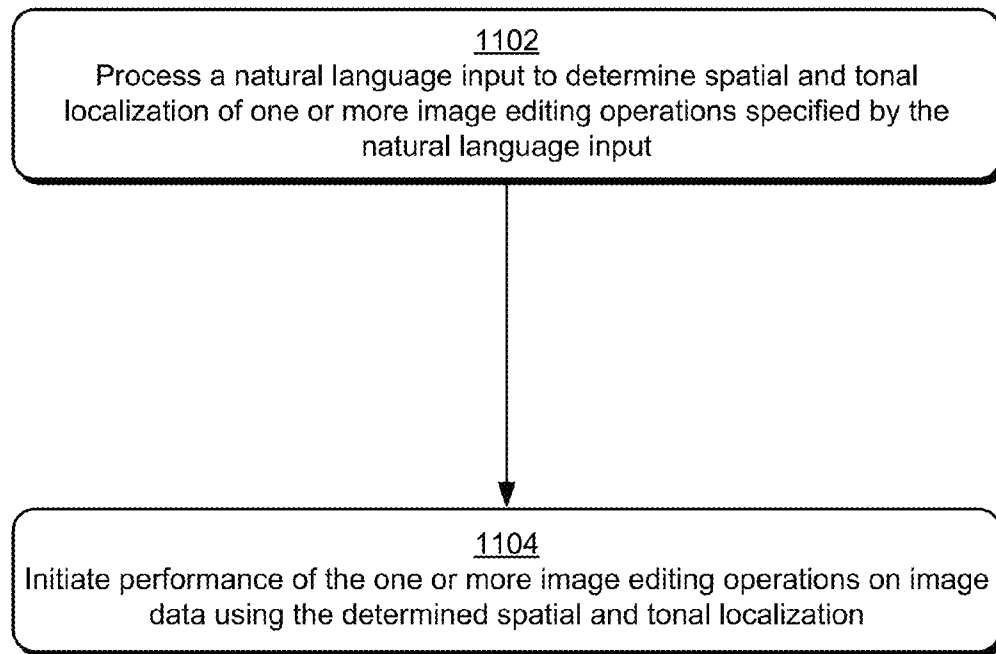 1102
Process a natural language input to determine spatial and tonal
localization of one or more image editing operations specified by the
natural language input
1104
Initiate performance of the one or more image editing operations on image
data using the determined spatial and tonal localization